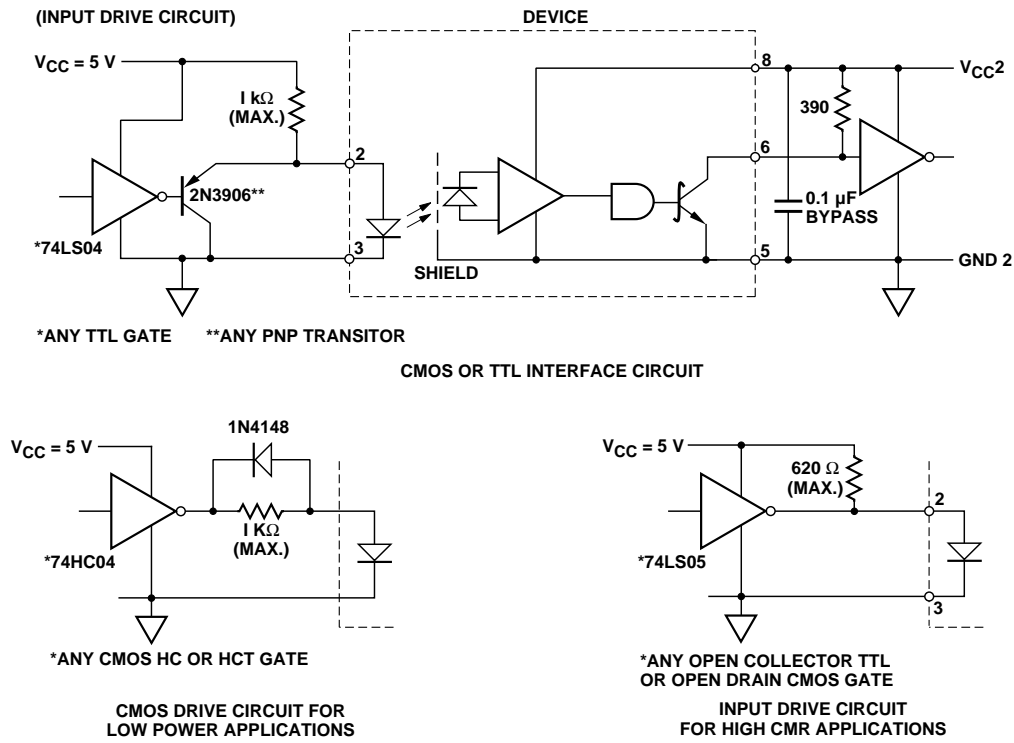 (INPUT DRIVE CIRCUIT)
DEVICE
VCC = 5 V
8
VCC2
I kΩ
(MAX.)
390
2
6
2N3906**
0.1 µF
BYPASS
*74LS04
3
SHIELD
5
GND 2
*ANY TTL GATE **ANY PNP TRANSITOR
CMOS OR TTL INTERFACE CIRCUIT
1N4148
VCC = 5 V
I KΩ
(MAX.)
*74HC04
*ANY CMOS HC OR HCT GATE
CMOS DRIVE CIRCUIT FOR
LOW POWER APPLICATIONS
VCC = 5 V
620 Ω
(MAX.)
2
*74LS05
3
*ANY OPEN COLLECTOR TTL
OR OPEN DRAIN CMOS GATE
INPUT DRIVE CIRCUIT
FOR HIGH CMR APPLICATIONS